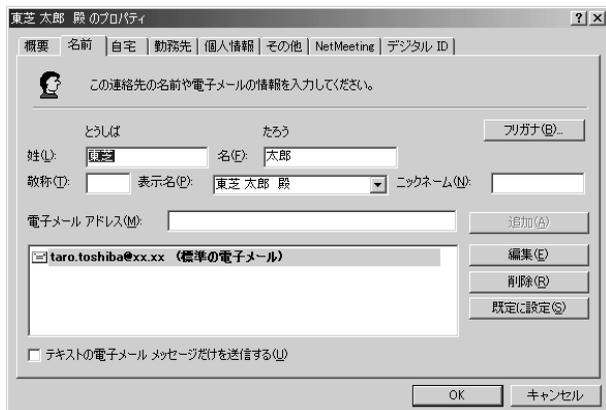 東芝 太郎 殿 のプロパティ
概要 名前 自宅 勤務先 個人情報 その他 NetMeeting デジタル ID
この連絡先の名前や電子メールの情報を入力してください。
とうしば たろう フリガナ(B)...
姓(L): 東芝 名(F): 太郎
敬称(T): 表示名(P): 東芝 太郎 殿 ニックネーム(N):
電子メール アドレス(M): 追加(A)
taro.toshiba@xx.xx (標準の電子メール) 編集(E)
削除(R)
既定に設定(S)
テキストの電子メール メッセージだけを送信する(U)
OK キャンセル